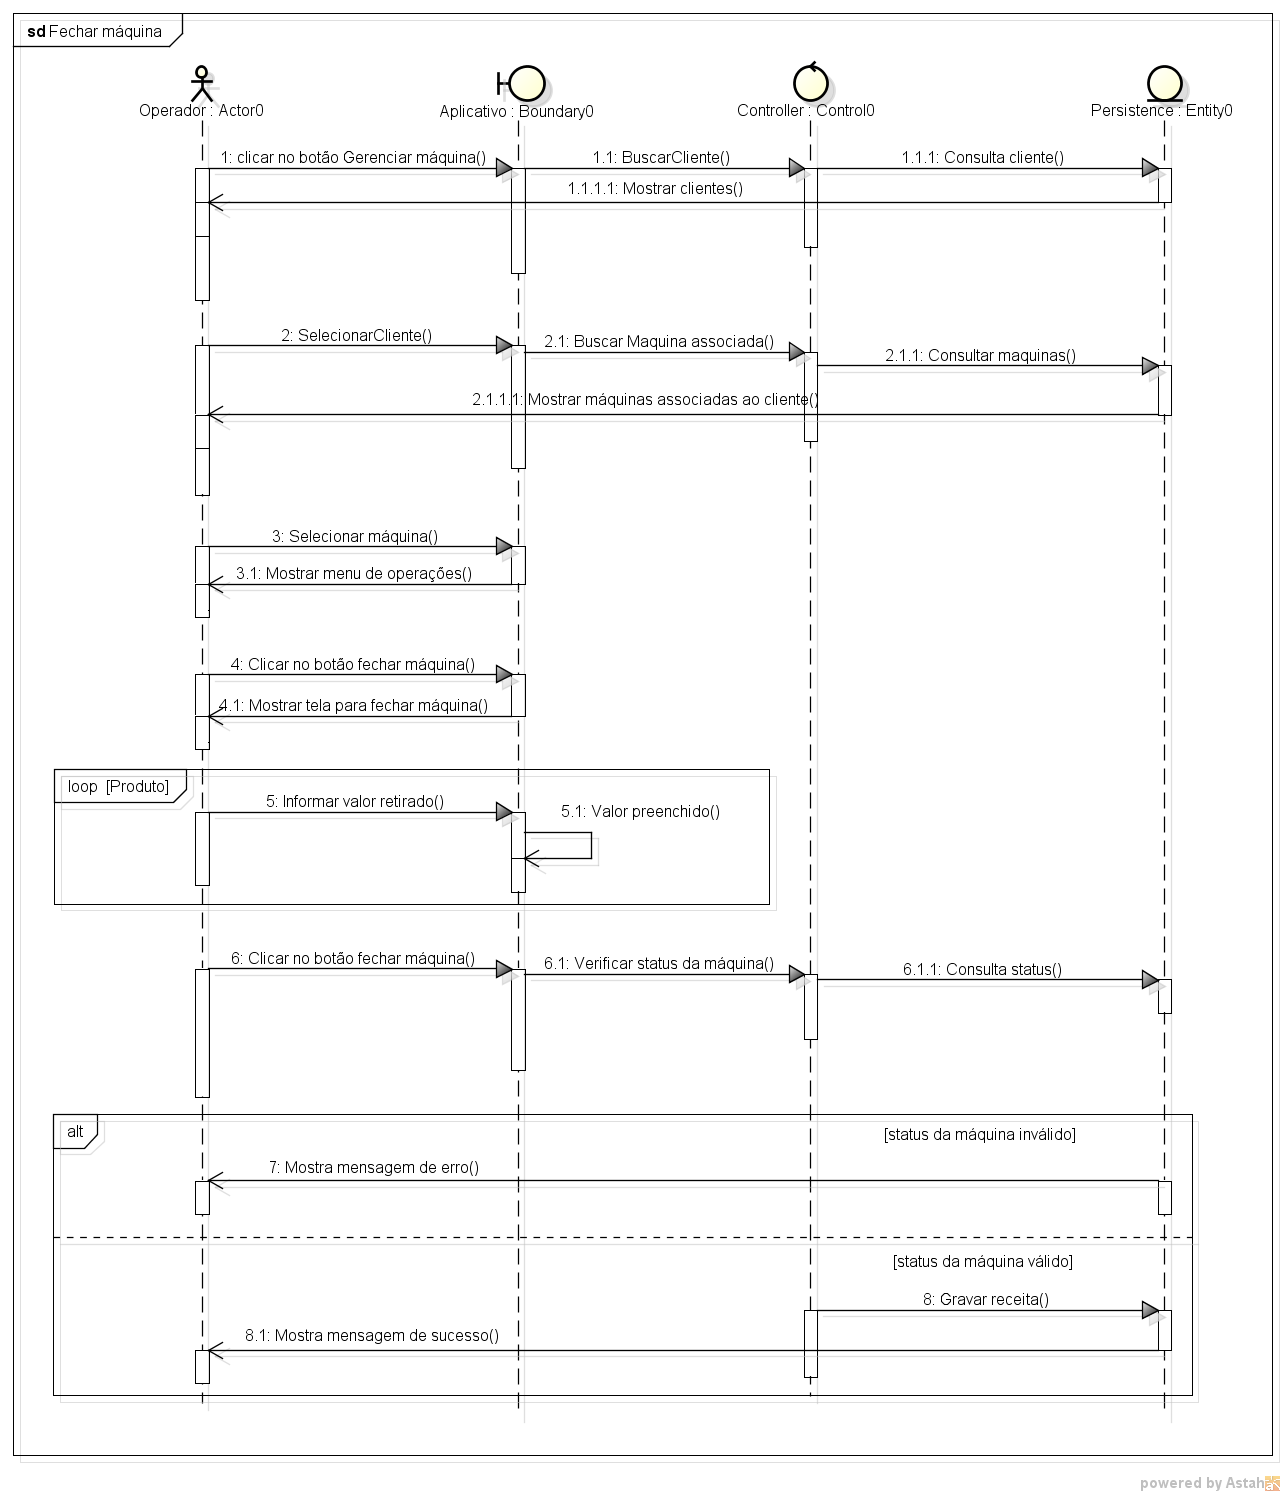 sd Fechar máquina
Operador : Actor0
Aplicativo : Boundary0
Controller : Control0
Persistence : Entity0
1: clicar no botão Gerenciar máquina()
1.1: BuscarCliente()
1.1.1: Consulta cliente()
1.1.1.1: Mostrar clientes()
2: SelecionarCliente()
2.1: Buscar Maquina associada()
2.1.1: Consultar maquinas()
2.1.1.1: Mostrar máquinas associadas ao cliente()
3: Selecionar máquina()
3.1: Mostrar menu de operações()
4: Clicar no botão fechar máquina()
4.1: Mostrar tela para fechar máquina()
loop [Produto]
5: Informar valor retirado()
5.1: Valor preenchido()
6: Clicar no botão fechar máquina()
6.1: Verificar status da máquina()
6.1.1: Consulta status()
alt
[status da máquina inválido]
7: Mostra mensagem de erro()
[status da máquina válido]
8: Gravar receita()
8.1: Mostra mensagem de sucesso()
powered by Astah